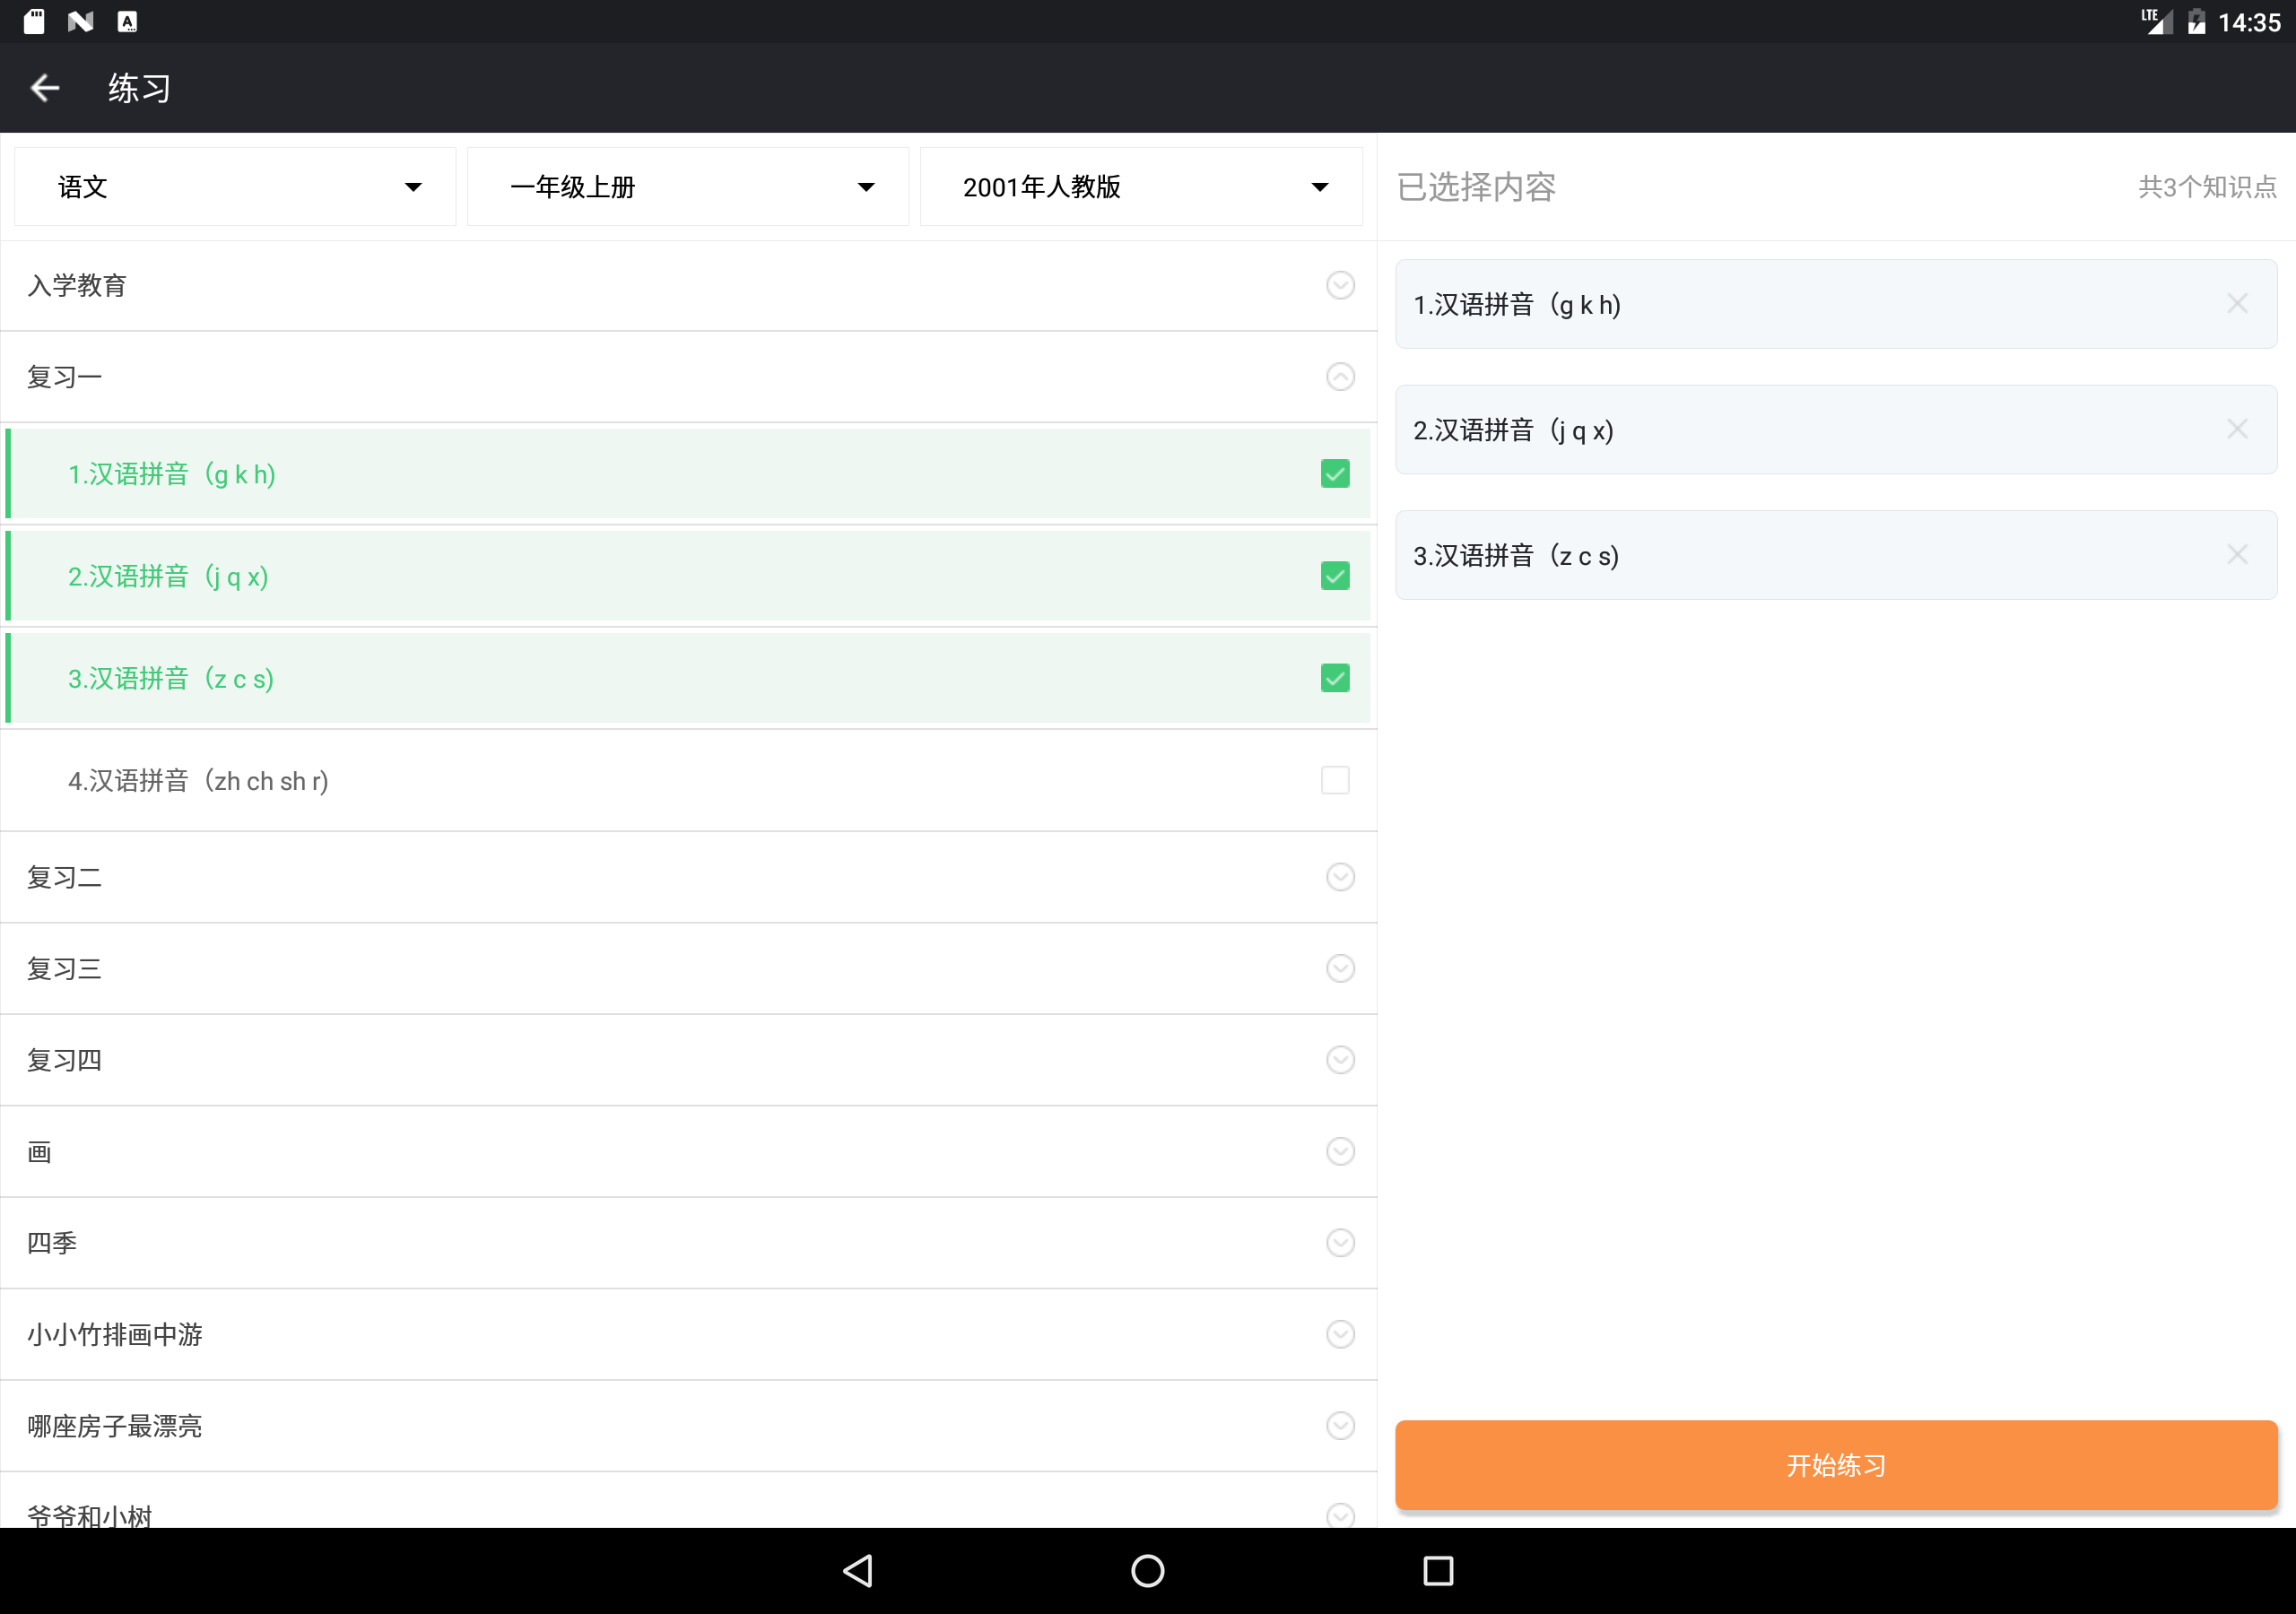 LTE 14:35
练习
语文
一年级上册
2001年人教版
已选择内容
共3个知识点
入学教育
复习一
1.汉语拼音（g k h)
2.汉语拼音（j q x)
3.汉语拼音（z c s)
4.汉语拼音（zh ch sh r)
复习二
复习三
复习四
画
四季
小小竹排画中游
哪座房子最漂亮
爷爷和小树
1.汉语拼音（g k h)
2.汉语拼音（j q x)
3.汉语拼音（z c s)
开始练习